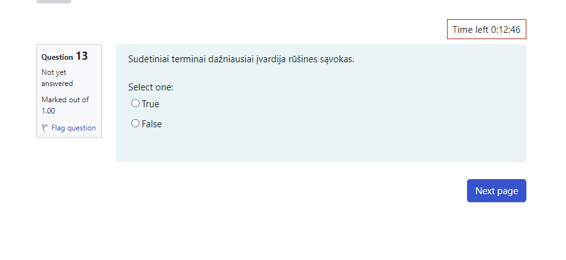 Time left 0:12:46
Question 13
Not yet
answered
Marked out of
1.00
Flag question
Sudėtiniai terminai dažniausiai įvardija rūšines sąvokas.
Select one:
True
False
Next page